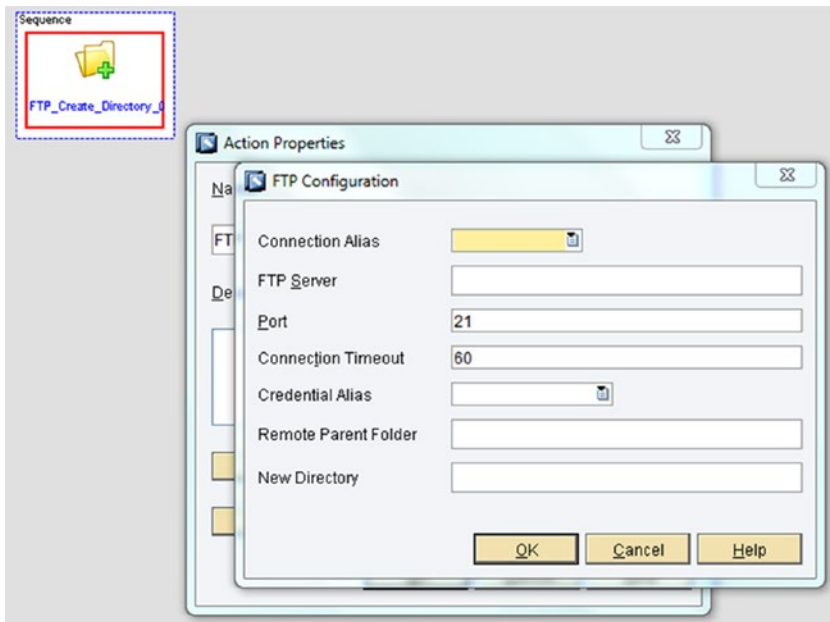 Sequence
FTP_Create_Directory_0
Action Properties
Na
FT
De
FTP Configuration
Connection Alias
FTP Server
Port
21
Connection Timeout
60
Credential Alias
Remote Parent Folder
New Directory
OK
Cancel
Help